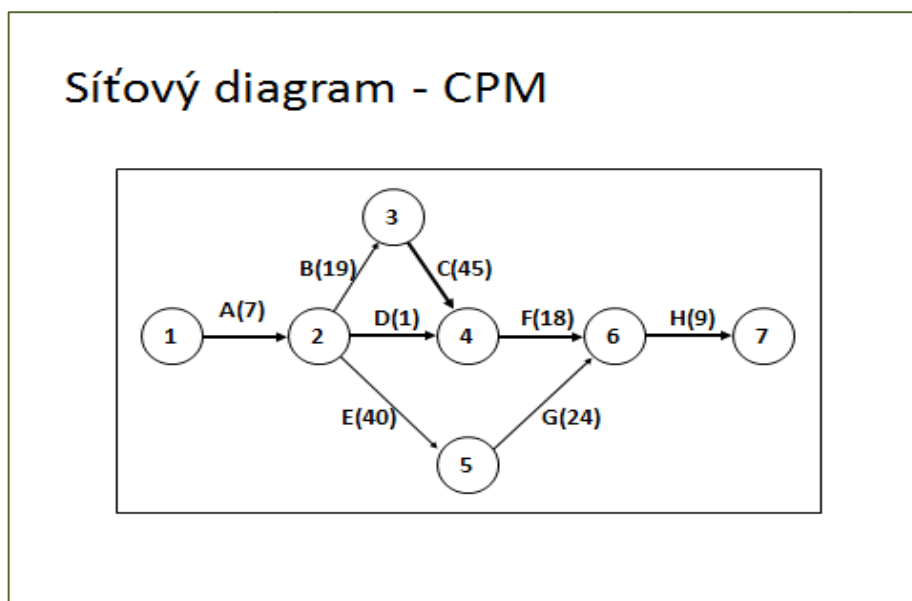 Síťový diagram - CPM
3
B(19) C(45)
A(7) D(1) F(18) H(9)
1 2 4 6 7
E(40) G(24)
5